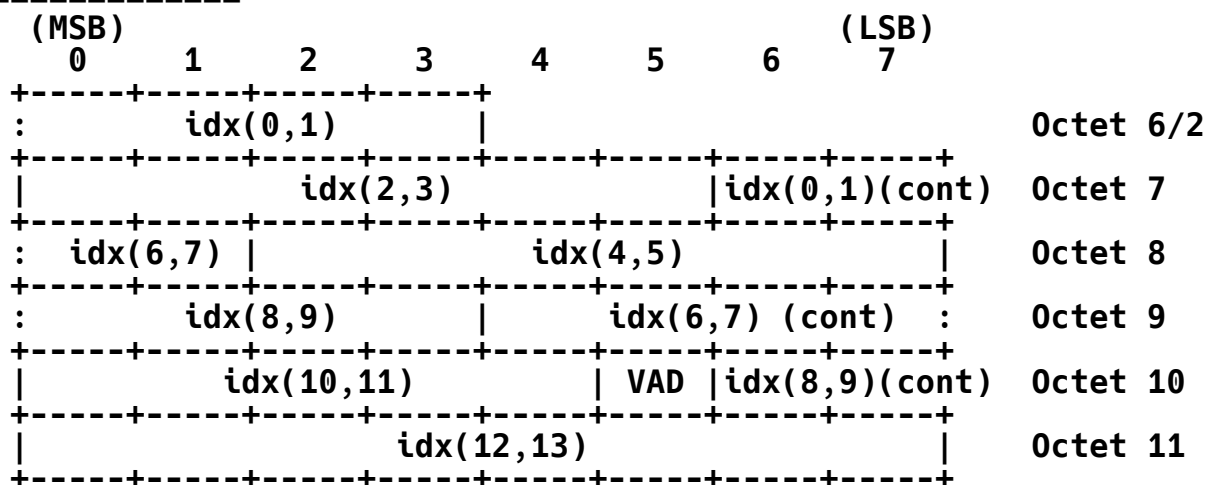 (MSB) (LSB)
0 1 2 3 4 5 6 7
+-----+-----+-----+-----+
: idx(0,1) | Octet 6/2
+-----+-----+-----+-----+-----+-----+-----+-----+
| idx(2,3) |idx(0,1)(cont) Octet 7
+-----+-----+-----+-----+-----+-----+-----+-----+
: idx(6,7) | idx(4,5) | Octet 8
+-----+-----+-----+-----+-----+-----+-----+-----+
: idx(8,9) | idx(6,7) (cont) : Octet 9
+-----+-----+-----+-----+-----+-----+-----+-----+
| idx(10,11) | VAD |idx(8,9)(cont) Octet 10
+-----+-----+-----+-----+-----+-----+-----+-----+
| idx(12,13) | Octet 11
+-----+-----+-----+-----+-----+-----+-----+-----+